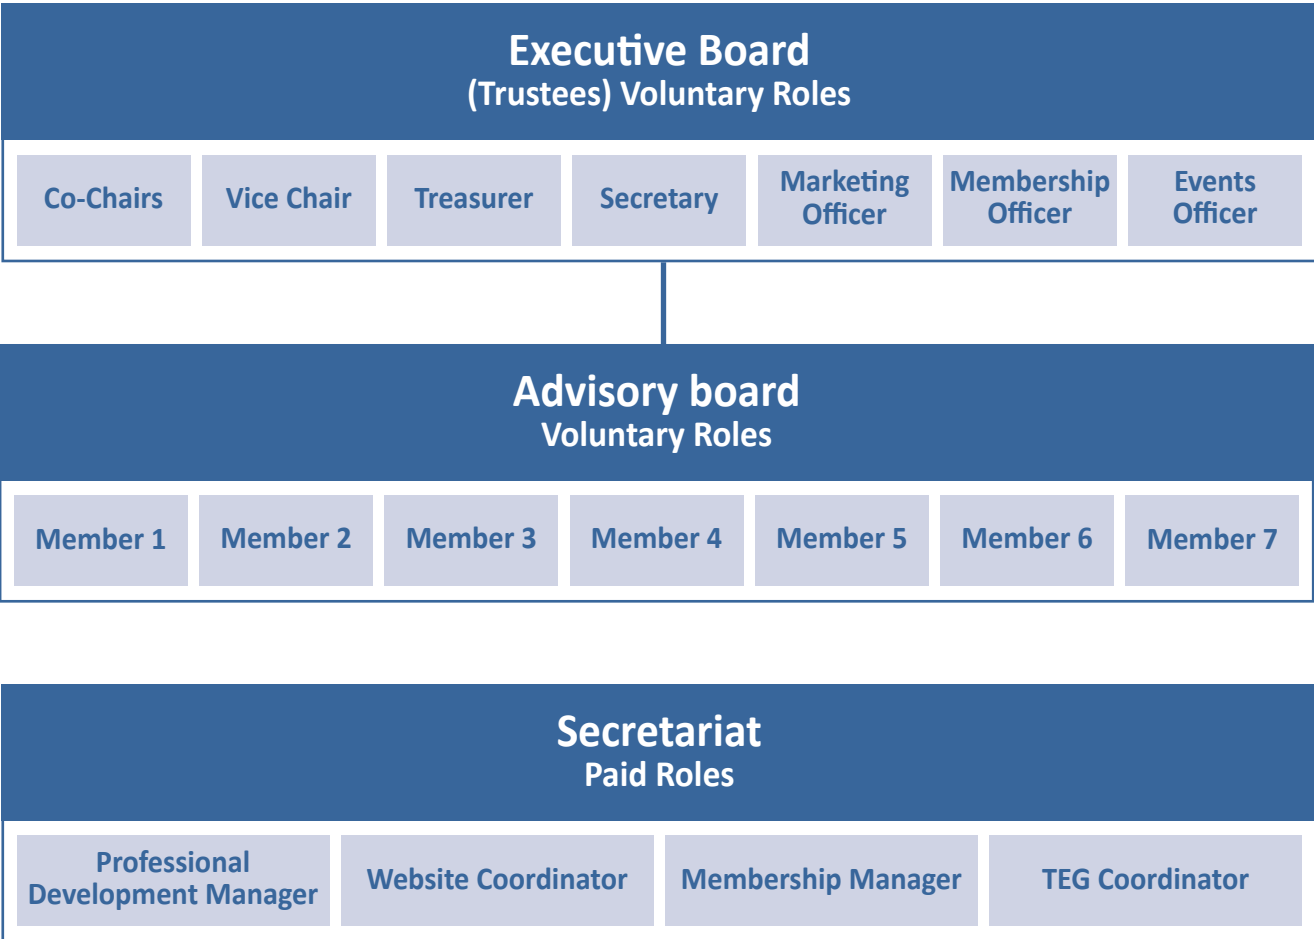 Executive Board
(Trustees) Voluntary Roles
Co-Chairs
Vice Chair
Treasurer
Secretary
Marketing
Officer
Membership
Officer
Events
Officer
Advisory board
Voluntary Roles
Member 1
Member 2
Member 3
Member 4
Member 5
Member 6
Member 7
Secretariat
Paid Roles
Professional
Development Manager
Website Coordinator
Membership Manager
TEG Coordinator